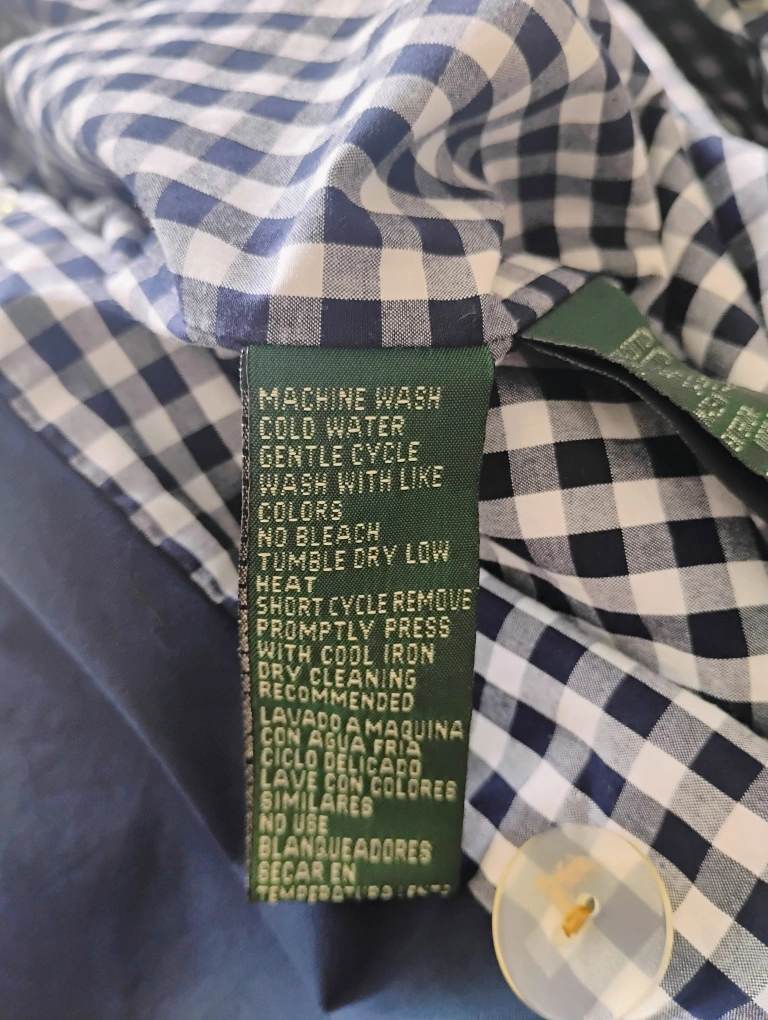 MACHINE WASH
COLD WATER
GENTLE CYCLE
WASH WITH LIKE
COLORS
NO BLEACH
TUMBLE DRY LOW
HEAT
SHORT CYCLE REMOVE
PROMPTLY PRESS
WITH COOL IRON
DRY CLEANING
RECOMMENDED
LAVADO A MAQUINA
CON AGUA FRIA
CICLO DELICADO
LAVE CON COLORES
SIMILARES
NO USE
BLANQUEADORES
SECAR EN
TEMPERATURA